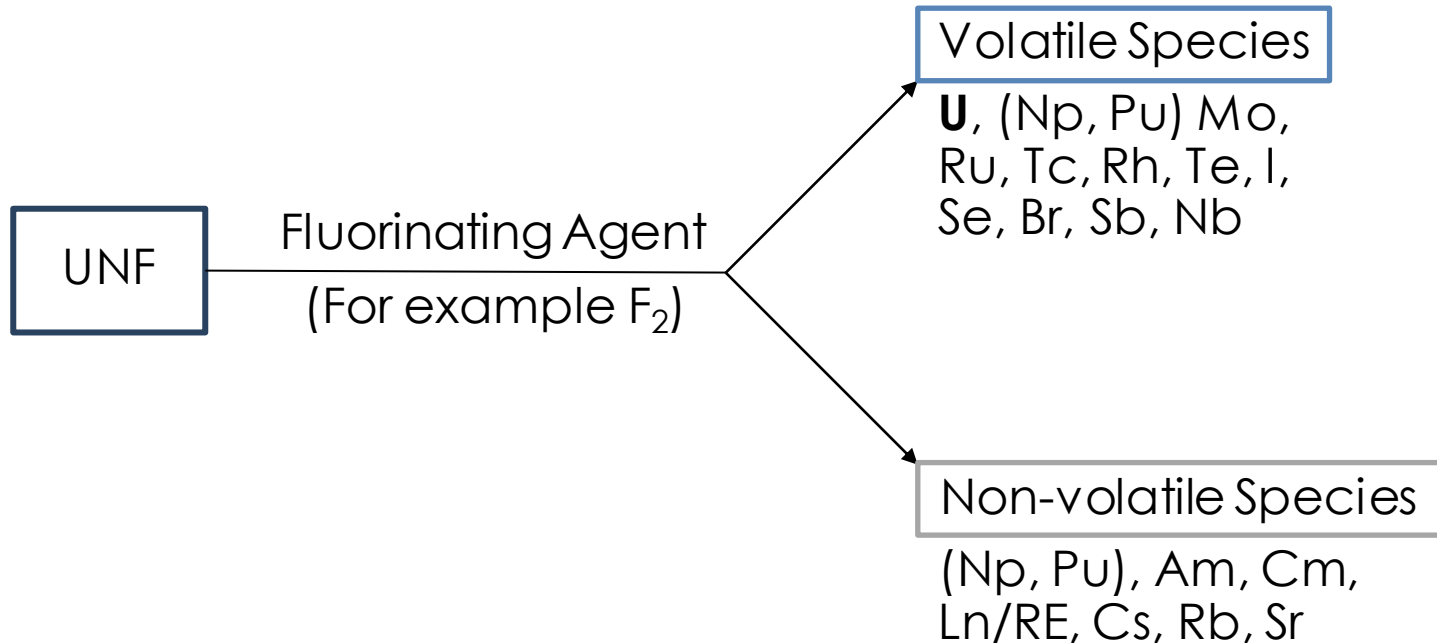 UNF
Fluorinating Agent
(For example F₂)
Volatile Species
U, (Np, Pu) Mo,
Ru, Tc, Rh, Te, I,
Se, Br, Sb, Nb
Non-volatile Species
(Np, Pu), Am, Cm,
Ln/RE, Cs, Rb, Sr